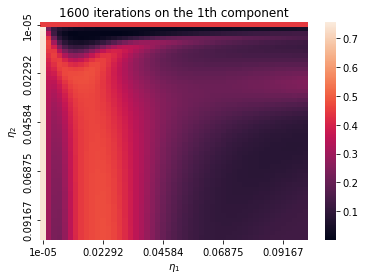 1600 iterations on the 1th component
1e-05
0.02292
0.04584
0.06875
0.09167
η₂
1e-05 0.02292 0.04584 0.06875 0.09167
η₁
0.7
0.6
0.5
0.4
0.3
0.2
0.1